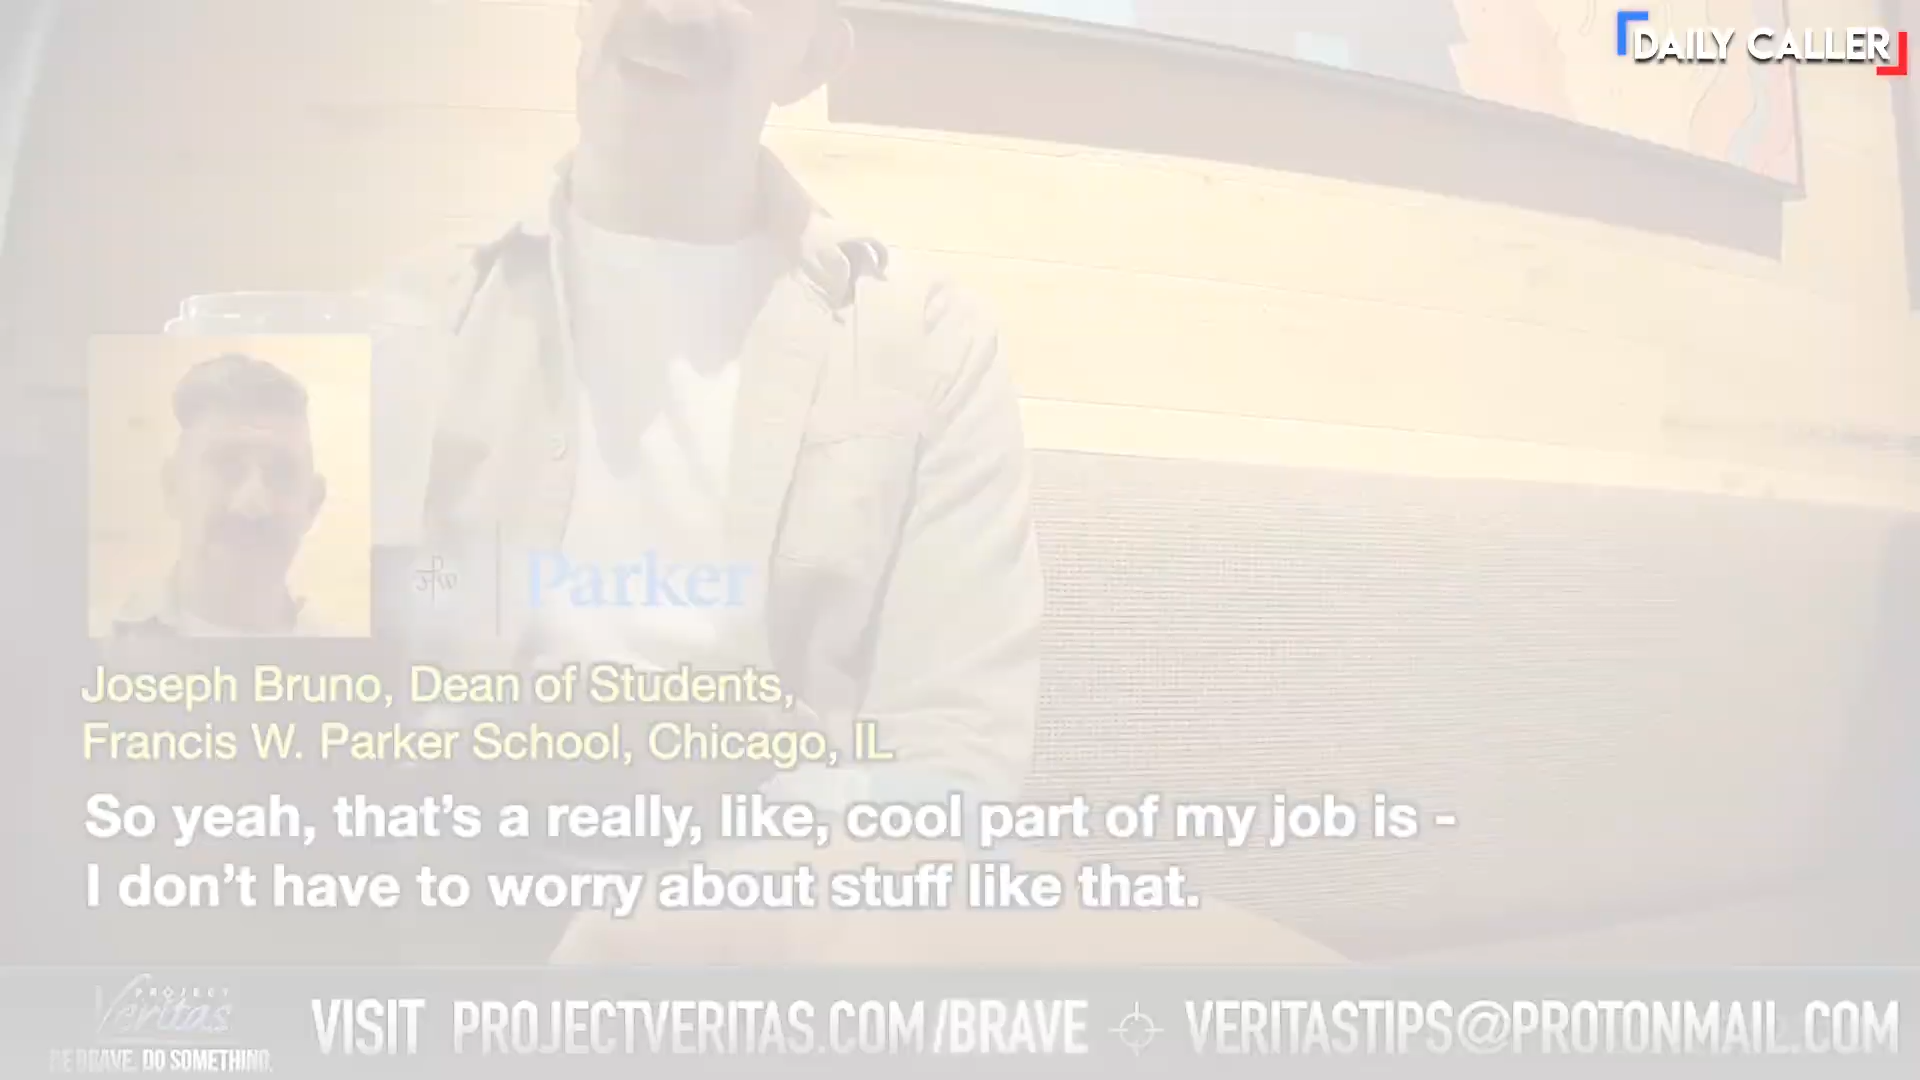 DAILY CALLER
Parker
Joseph Bruno, Dean of Students,
Francis W. Parker School, Chicago, IL
So yeah, that's a really, like, cool part of my job is -
I don't have to worry about stuff like that.
PROJECT
Veritas
BE BRAVE. DO SOMETHING.
VISIT PROJECTVERITAS.COM/BRAVE VERITASTIPS@PROTONMAIL.COM